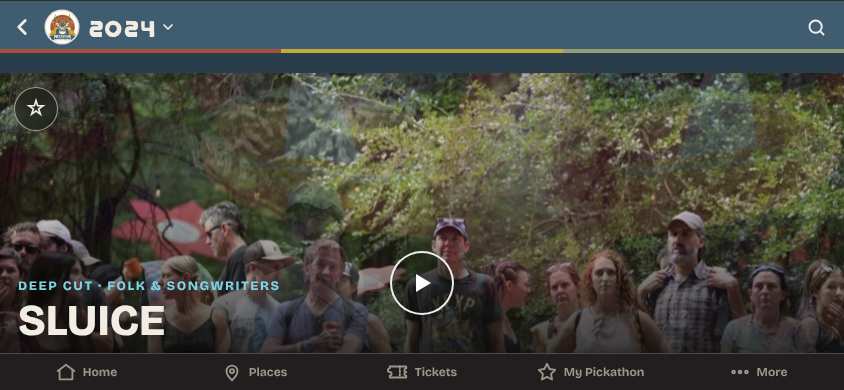 2024
DEEP CUT · FOLK & SONGWRITERS
SLUICE
Home
Places
Tickets
My Pickathon
More